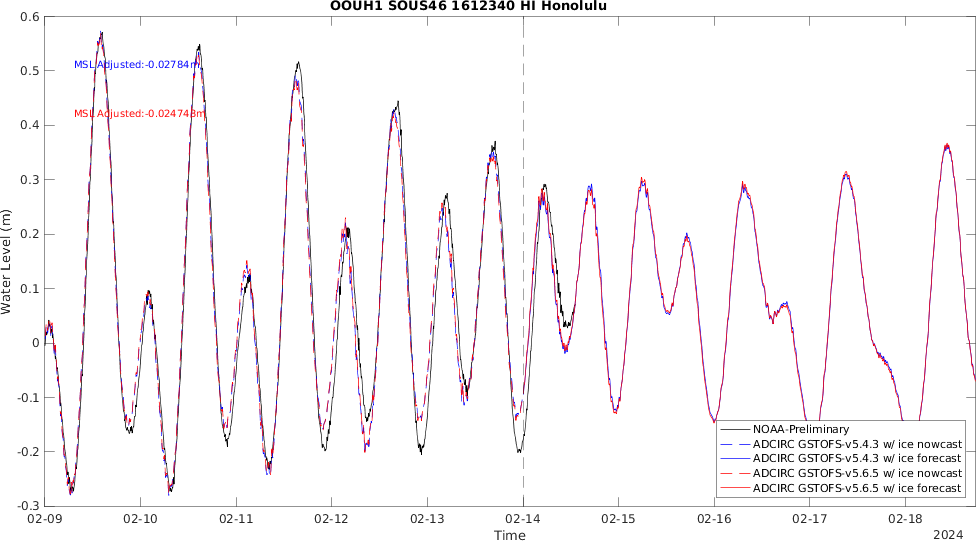 OOUH1 SOUS46 1612340 HI Honolulu
0.6
0.5
0.4
0.3
0.2
0.1
0
-0.1
-0.2
-0.3
Water Level (m)
MSL Adjusted:-0.02784m
MSL Adjusted:-0.024743m
NOAA-Preliminary
ADCIRC GSTOFS-v5.4.3 w/ ice nowcast
ADCIRC GSTOFS-v5.4.3 w/ ice forecast
ADCIRC GSTOFS-v5.6.5 w/ ice nowcast
ADCIRC GSTOFS-v5.6.5 w/ ice forecast
02-09 02-10 02-11 02-12 02-13 02-14 02-15 02-16 02-17 02-18
Time
2024